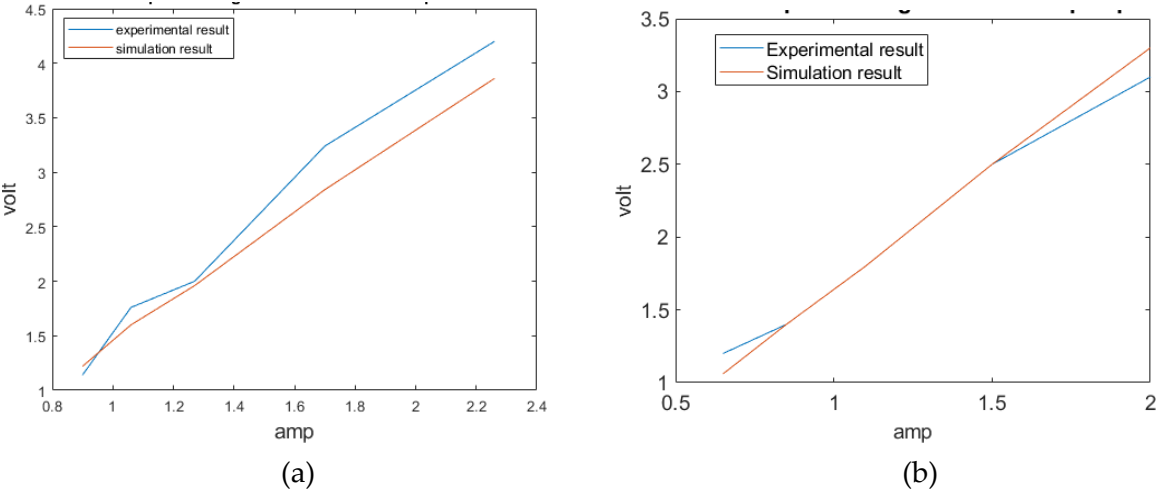 4.5
experimental result
simulation result
4
3.5
3
2.5
2
1.5
1
volt
0.8 1 1.2 1.4 1.6 1.8 2 2.2 2.4
amp
(a)
3.5
Experimental result
Simulation result
3
2.5
2
1.5
1
volt
0.5 1 1.5 2
amp
(b)